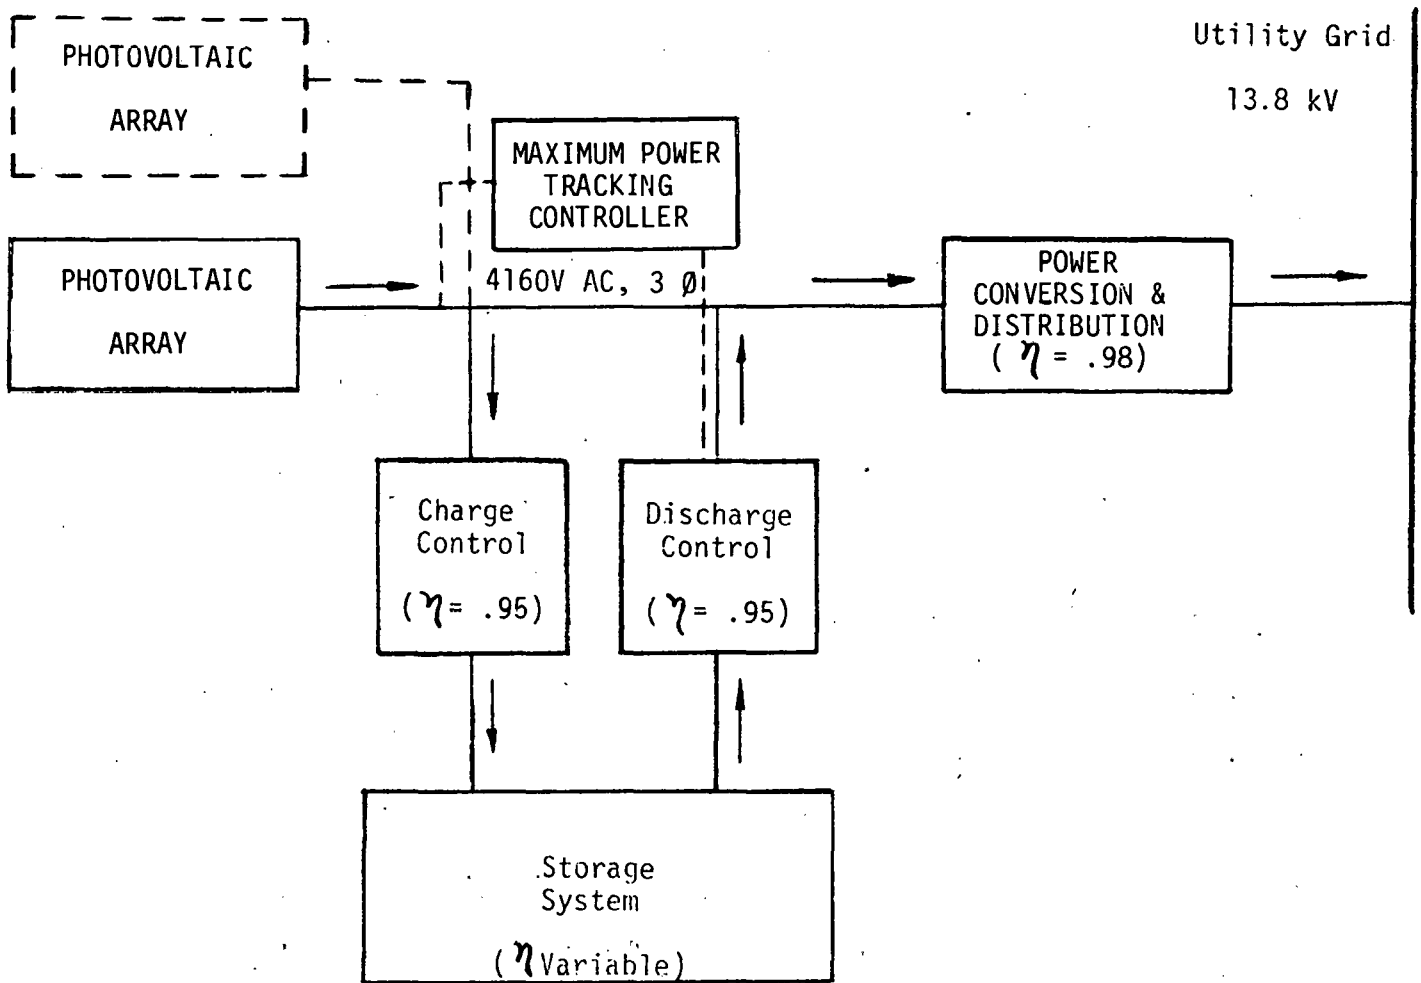 PHOTOVOLTAIC
ARRAY
Utility Grid
13.8 kV
MAXIMUM POWER
TRACKING
CONTROLLER
PHOTOVOLTAIC
ARRAY
4160V AC, 3 Ø
POWER
CONVERSION &
DISTRIBUTION
( η = .98)
Charge
Control
(η = .95)
Discharge
Control
(η = .95)
Storage
System
(η Variable)